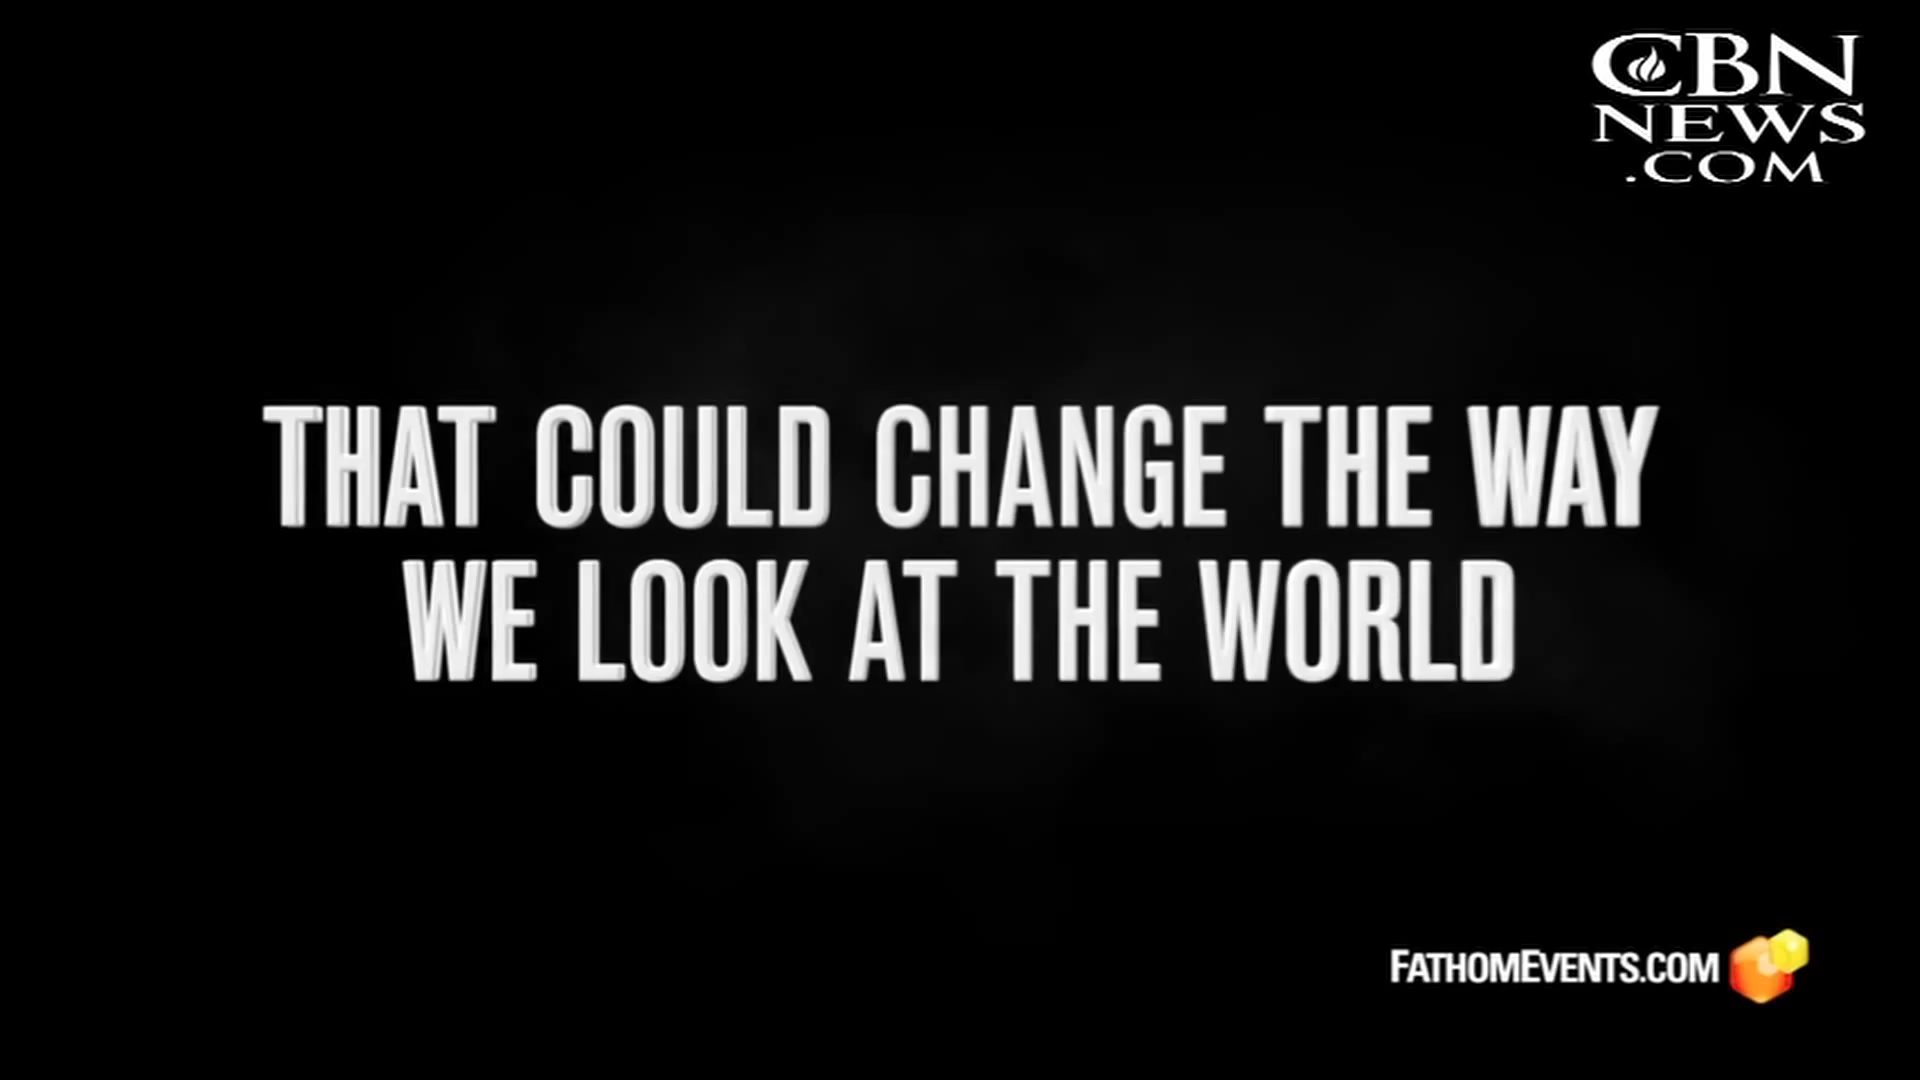 CBN
NEWS
.COM
THAT COULD CHANGE THE WAY
WE LOOK AT THE WORLD
FATHOMEVENTS.COM